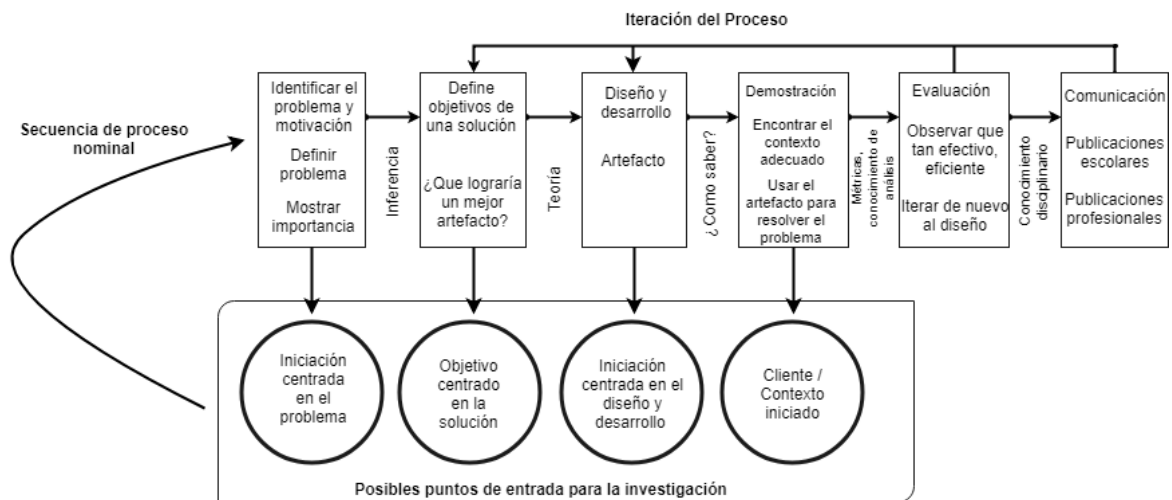 Iteración del Proceso
Secuencia de proceso
nominal
Identificar el
problema y
motivación
Definir
problema
Mostrar
importancia
Inferencia
Define
objetivos de
una solución
¿Que lograría
un mejor
artefacto?
Teoría
Diseño y
desarrollo
Artefacto
¿Como saber?
Demostración
Encontrar el
contexto
adecuado
Usar el
artefacto para
resolver el
problema
Métricas,
conocimiento de
análisis
Evaluación
Observar que
tan efectivo,
eficiente
Iterar de nuevo
al diseño
Conocimiento
disciplinario
Comunicación
Publicaciones
escolares
Publicaciones
profesionales
Iniciación
centrada
en el
problema
Objetivo
centrado
en la
solución
Iniciación
centrada en el
diseño y
desarrollo
Cliente /
Contexto
iniciado
Posibles puntos de entrada para la investigación